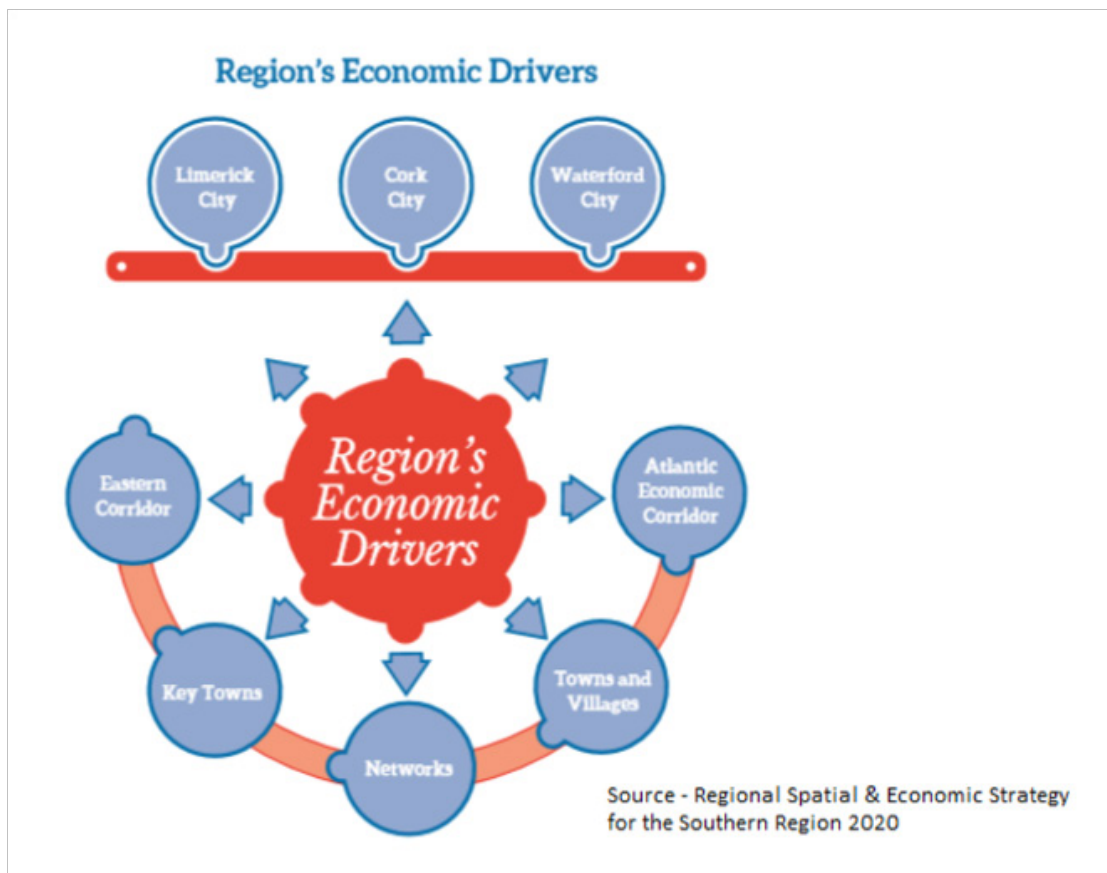 Region's Economic Drivers
Limerick
City
Cork
City
Waterford
City
Region's
Economic
Drivers
Eastern
Corridor
Atlantic
Economic
Corridor
Key Towns
Towns and
Villages
Networks
Source - Regional Spatial & Economic Strategy
for the Southern Region 2020